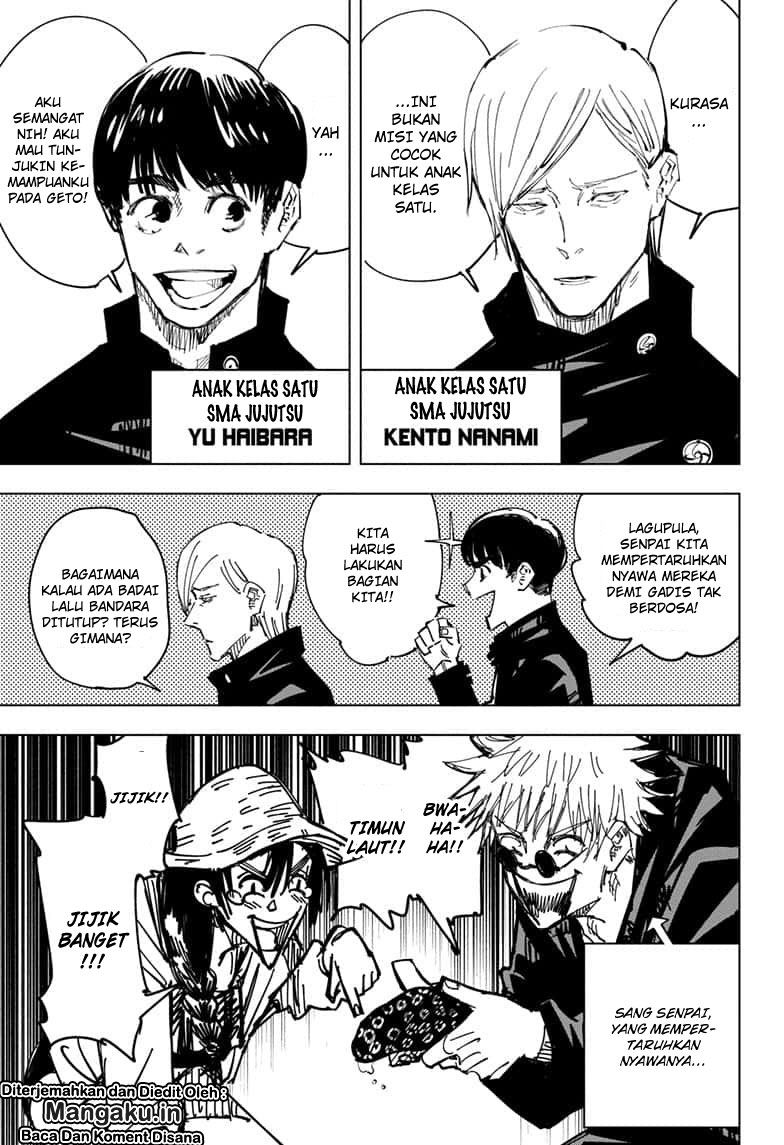 KURASA
...
...INI
BUKAN
MISI YANG
COCOK
UNTUK ANAK
KELAS
SATU.
ANAK KELAS SATU
SMA JUJUTSU
KENTO NANAMI
YAH
...
AKU
SEMANGAT
NIH! AKU
MAU TUN-
JUKIN KE-
MAMPUANKU
PADA GETO!
ANAK KELAS SATU
SMA JUJUTSU
YU HAIBARA
LAGUPULA,
SENPAI KITA
MEMPERTARUHKAN
NYAWA MEREKA
DEMI GADIS TAK
BERDOSA!
KITA
HARUS
LAKUKAN
BAGIAN
KITA!!
BAGAIMANA
KALAU ADA BADAI
LALU BANDARA
DITUTUP? TERUS
GIMANA?
BWA-
HA-
HA!!
TIMUN
LAUT!!
JIJIK!!
JIJIK
BANGET
!!!
SANG SENPAI,
YANG MEMPER-
TARUHKAN
NYAWANYA...
Diterjemahkan dan Diedit Oleh :
Mangaku.in
Baca Dan Koment Disana